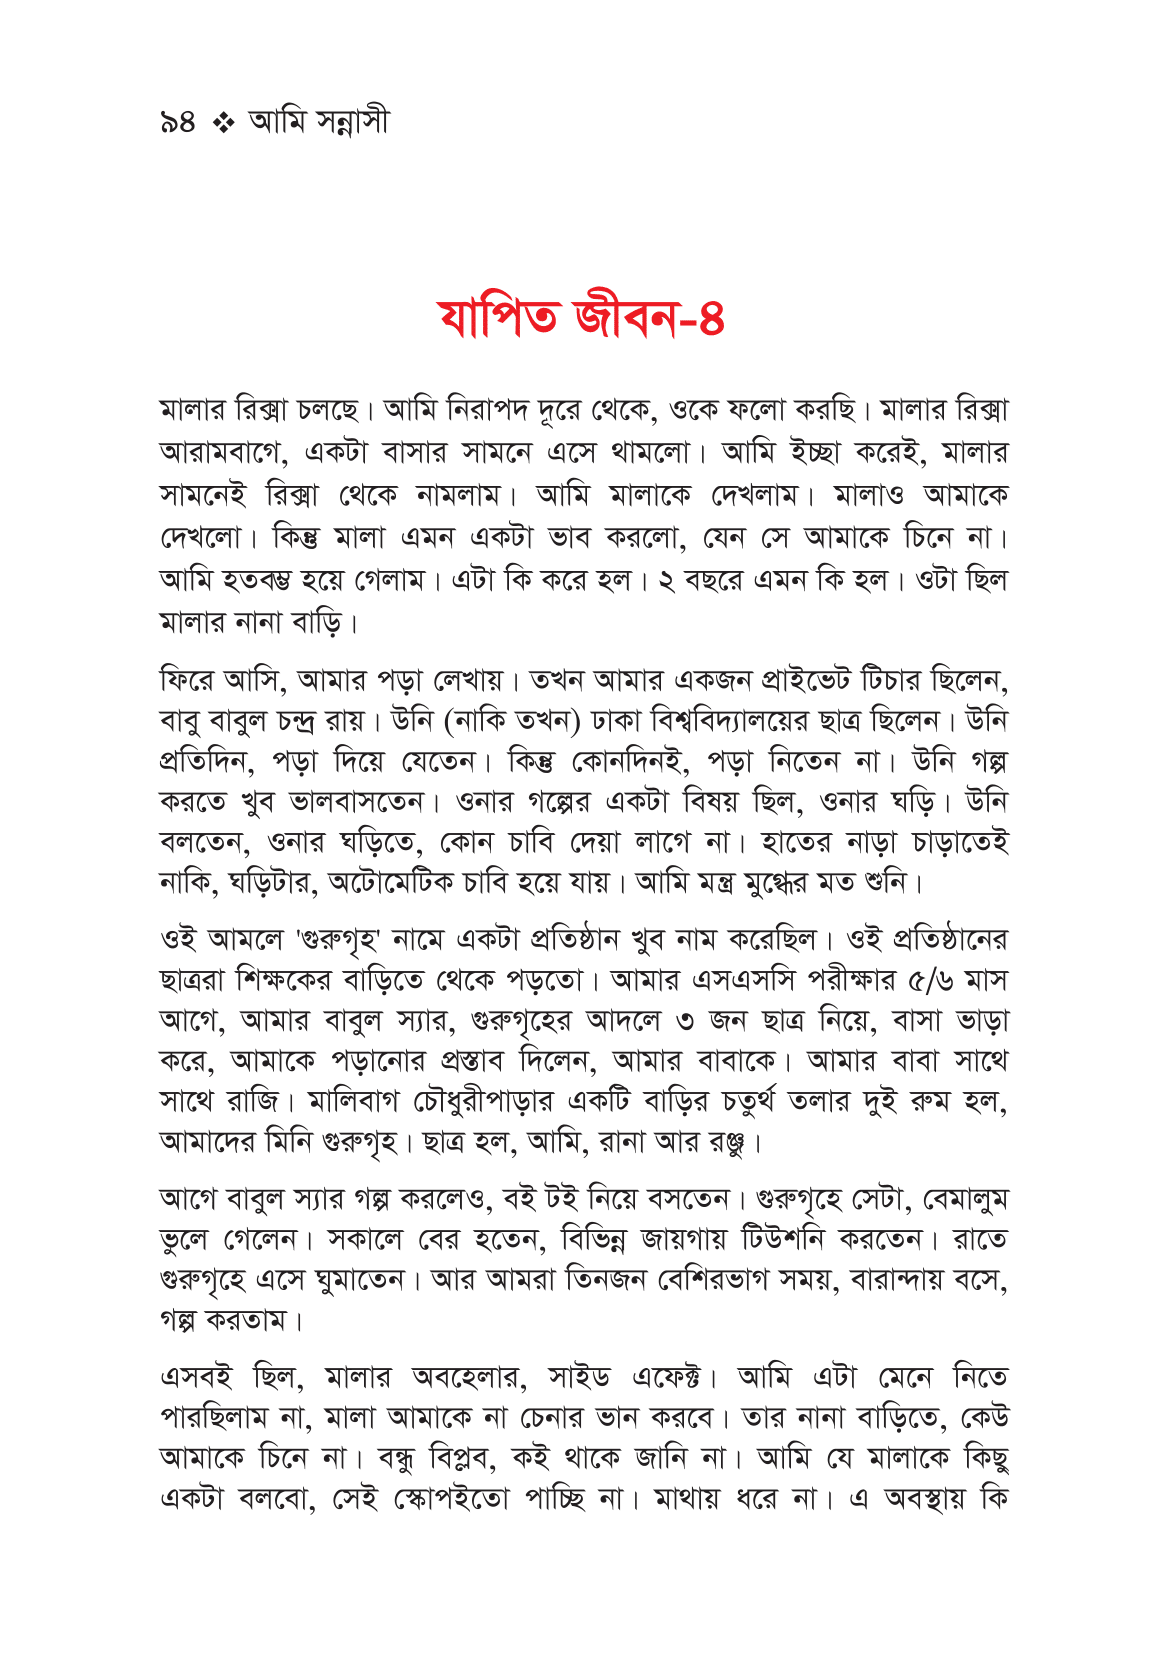 ৯৪ ❖ আমি সন্নাসী
যাপিত জীবন-৪
মালার রিক্সা চলছে। আমি নিরাপদ দূরে থেকে, ওকে ফলো করছি। মালার রিক্সা
আরামবাগে, একটা বাসার সামনে এসে থামলো। আমি ইচ্ছা করেই, মালার
সামনেই রিক্সা থেকে নামলাম। আমি মালাকে দেখলাম। মালাও আমাকে
দেখলো। কিন্তু মালা এমন একটা ভাব করলো, যেন সে আমাকে চিনে না।
আমি হতবম্ভ হয়ে গেলাম। এটা কি করে হল। ২ বছরে এমন কি হল। ওটা ছিল
মালার নানা বাড়ি।
ফিরে আসি, আমার পড়া লেখায়। তখন আমার একজন প্রাইভেট টিচার ছিলেন,
বাবু বাবুল চন্দ্র রায়। উনি (নাকি তখন) ঢাকা বিশ্ববিদ্যালয়ের ছাত্র ছিলেন। উনি
প্রতিদিন, পড়া দিয়ে যেতেন। কিন্তু কোনদিনই, পড়া নিতেন না। উনি গল্প
করতে খুব ভালবাসতেন। ওনার গল্পের একটা বিষয় ছিল, ওনার ঘড়ি। উনি
বলতেন, ওনার ঘড়িতে, কোন চাবি দেয়া লাগে না। হাতের নাড়া চাড়াতেই
নাকি, ঘড়িটার, অটোমেটিক চাবি হয়ে যায়। আমি মন্ত্র মুগ্ধের মত শুনি।
ওই আমলে 'গুরুগৃহ' নামে একটা প্রতিষ্ঠান খুব নাম করেছিল। ওই প্রতিষ্ঠানের
ছাত্ররা শিক্ষকের বাড়িতে থেকে পড়তো। আমার এসএসসি পরীক্ষার ৫/৬ মাস
আগে, আমার বাবুল স্যার, গুরুগৃহের আদলে ৩ জন ছাত্র নিয়ে, বাসা ভাড়া
করে, আমাকে পড়ানোর প্রস্তাব দিলেন, আমার বাবাকে। আমার বাবা সাথে
সাথে রাজি। মালিবাগ চৌধুরীপাড়ার একটি বাড়ির চতুর্থ তলার দুই রুম হল,
আমাদের মিনি গুরুগৃহ। ছাত্র হল, আমি, রানা আর রঞ্জু।
আগে বাবুল স্যার গল্প করলেও, বই টই নিয়ে বসতেন। গুরুগৃহে সেটা, বেমালুম
ভুলে গেলেন। সকালে বের হতেন, বিভিন্ন জায়গায় টিউশনি করতেন। রাতে
গুরুগৃহে এসে ঘুমাতেন। আর আমরা তিনজন বেশিরভাগ সময়, বারান্দায় বসে,
গল্প করতাম।
এসবই ছিল, মালার অবহেলার, সাইড এফেক্ট। আমি এটা মেনে নিতে
পারছিলাম না, মালা আমাকে না চেনার ভান করবে। তার নানা বাড়িতে, কেউ
আমাকে চিনে না। বন্ধু বিপ্লব, কই থাকে জানি না। আমি যে মালাকে কিছু
একটা বলবো, সেই স্কোপইতো পাচ্ছি না। মাথায় ধরে না। এ অবস্থায় কি